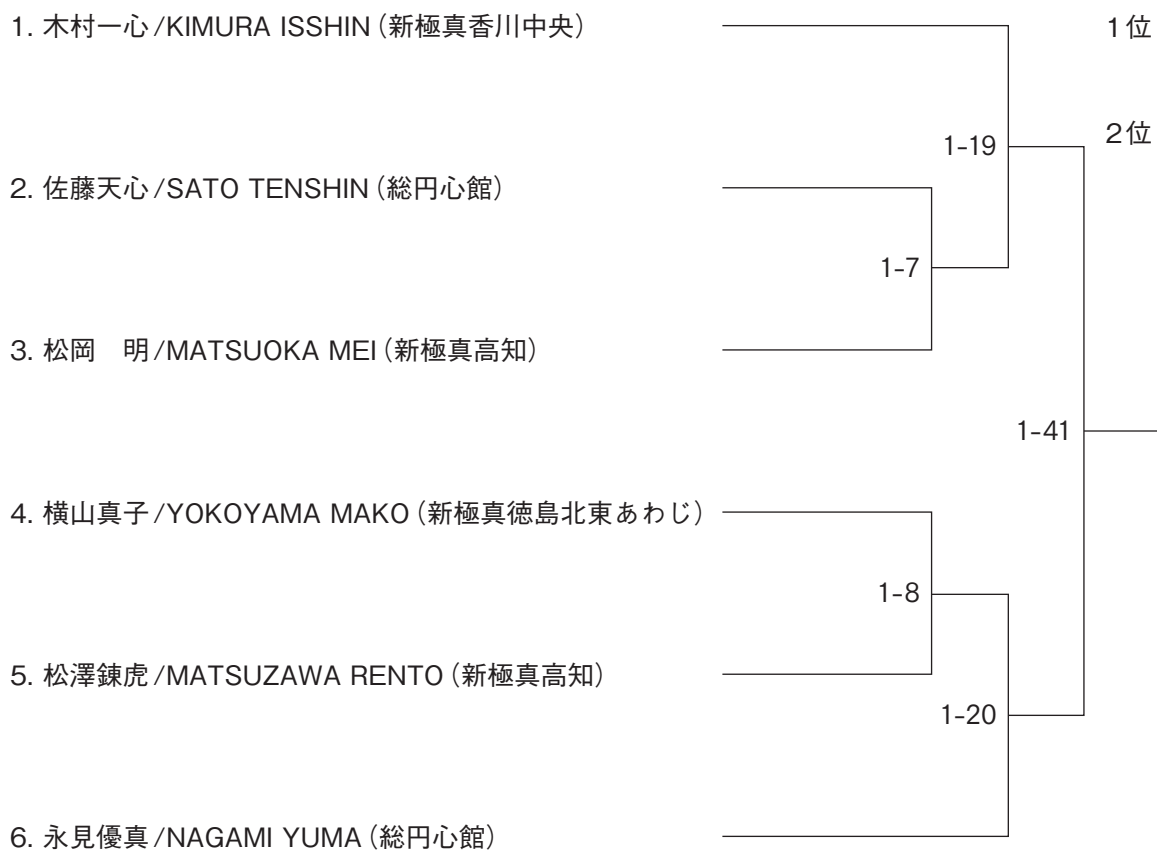 1. 木村一心/KIMURA ISSHIN(新極真香川中央)
1位
1-19
2位
2. 佐藤天心/SATO TENSHIN(総円心館)
1-7
3. 松岡　明/MATSUOKA MEI(新極真高知)
1-41
4. 横山真子/YOKOYAMA MAKO(新極真徳島北東あわじ)
1-8
5. 松澤錬虎/MATSUZAWA RENTO(新極真高知)
1-20
6. 永見優真/NAGAMI YUMA(総円心館)